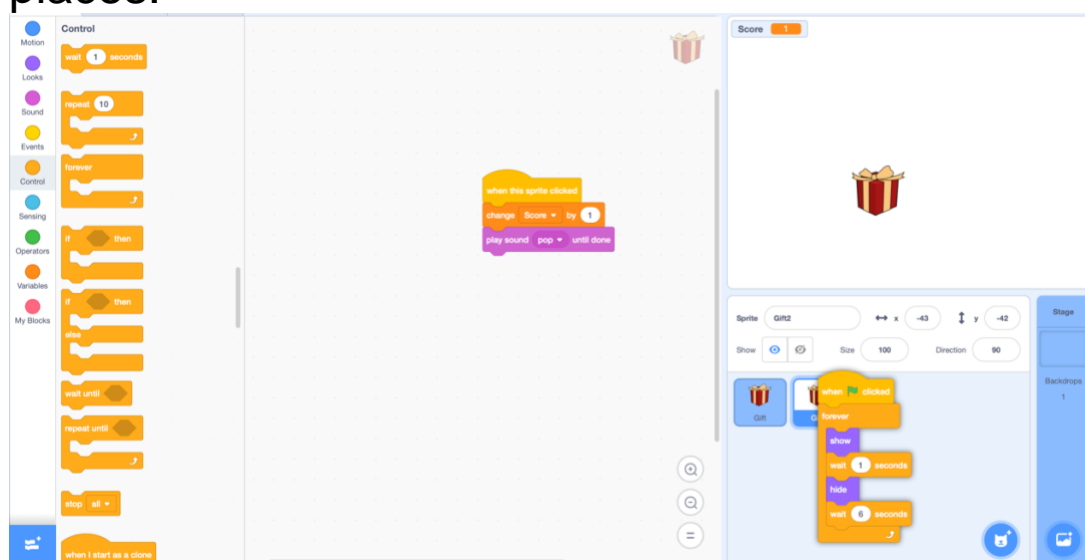 places.
Control
Motion
wait 1 seconds
Looks
repeat 10
Sound
Events
forever
Control
Sensing
if then
Operators
Variables
if then
My Blocks
else
wait until
repeat until
stop all
when I start as a clone
when this sprite clicked
change Score by 1
play sound pop until done
Score 1
Sprite Gift2 x -43 y -42
Show Size 100 Direction 90
Stage
Backdrops
1
Gift
when clicked
forever
show
wait 1 seconds
hide
wait 6 seconds